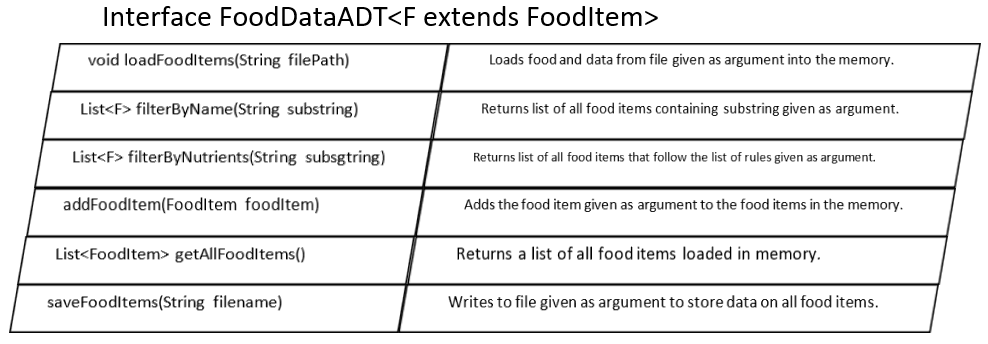 Interface FoodDataADT<F extends FoodItem>
void loadFoodItems(String filePath) Loads food and data from file given as argument into the memory.
List<F> filterByName(String substring) Returns list of all food items containing substring given as argument.
List<F> filterByNutrients(String subsgtring) Returns list of all food items that follow the list of rules given as argument.
addFoodItem(FoodItem foodItem) Adds the food item given as argument to the food items in the memory.
List<FoodItem> getAllFoodItems() Returns a list of all food items loaded in memory.
saveFoodItems(String filename) Writes to file given as argument to store data on all food items.